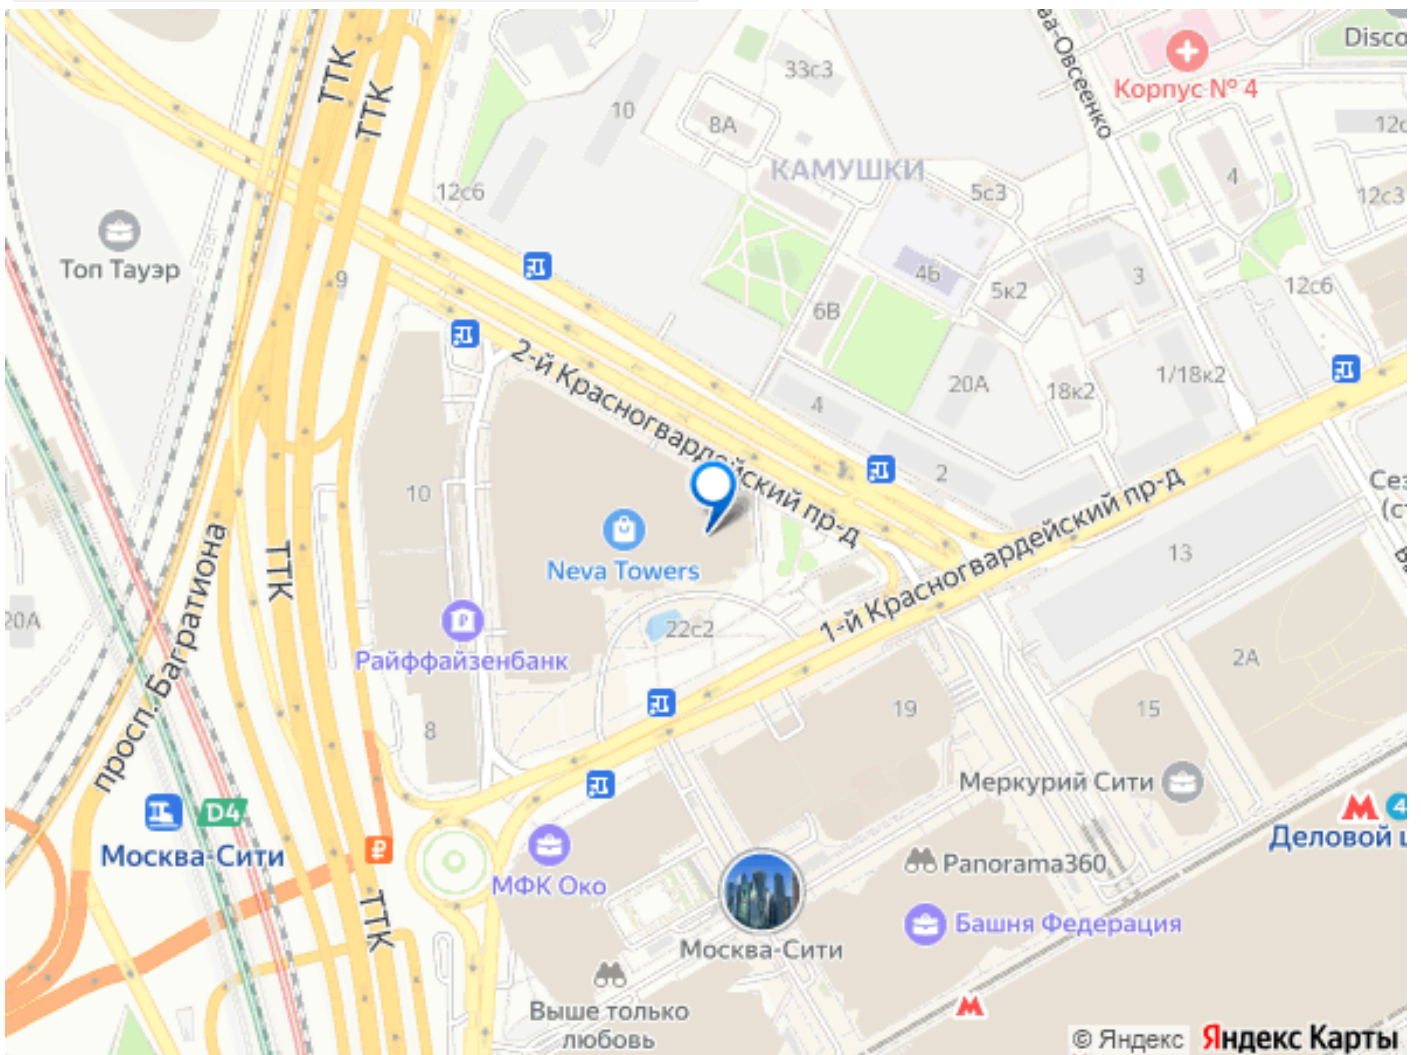 ТТК
ТТК
33с3
Disco
Корпус № 4
10
8А
12с
КАМУШКИ
4
12с6
5с3
12с3
Топ Тауэр
9
4Б
3
5к2
12с6
6В
2-й Красногвардейский пр-д
20А
18к2
1/18к2
4
2
10
Neva Towers
1-й Красногвардейский пр-д
13
просп. Багратиона
ТТК
20А
22с2
Райффайзенбанк
2А
8
19
15
Меркурий Сити
D4
Москва-Сити
4
Деловой ц
Panorama360
МФК Око
ТТК
Башня Федерация
Москва-Сити
Выше только
любовь
© Яндекс Яндекс Карты